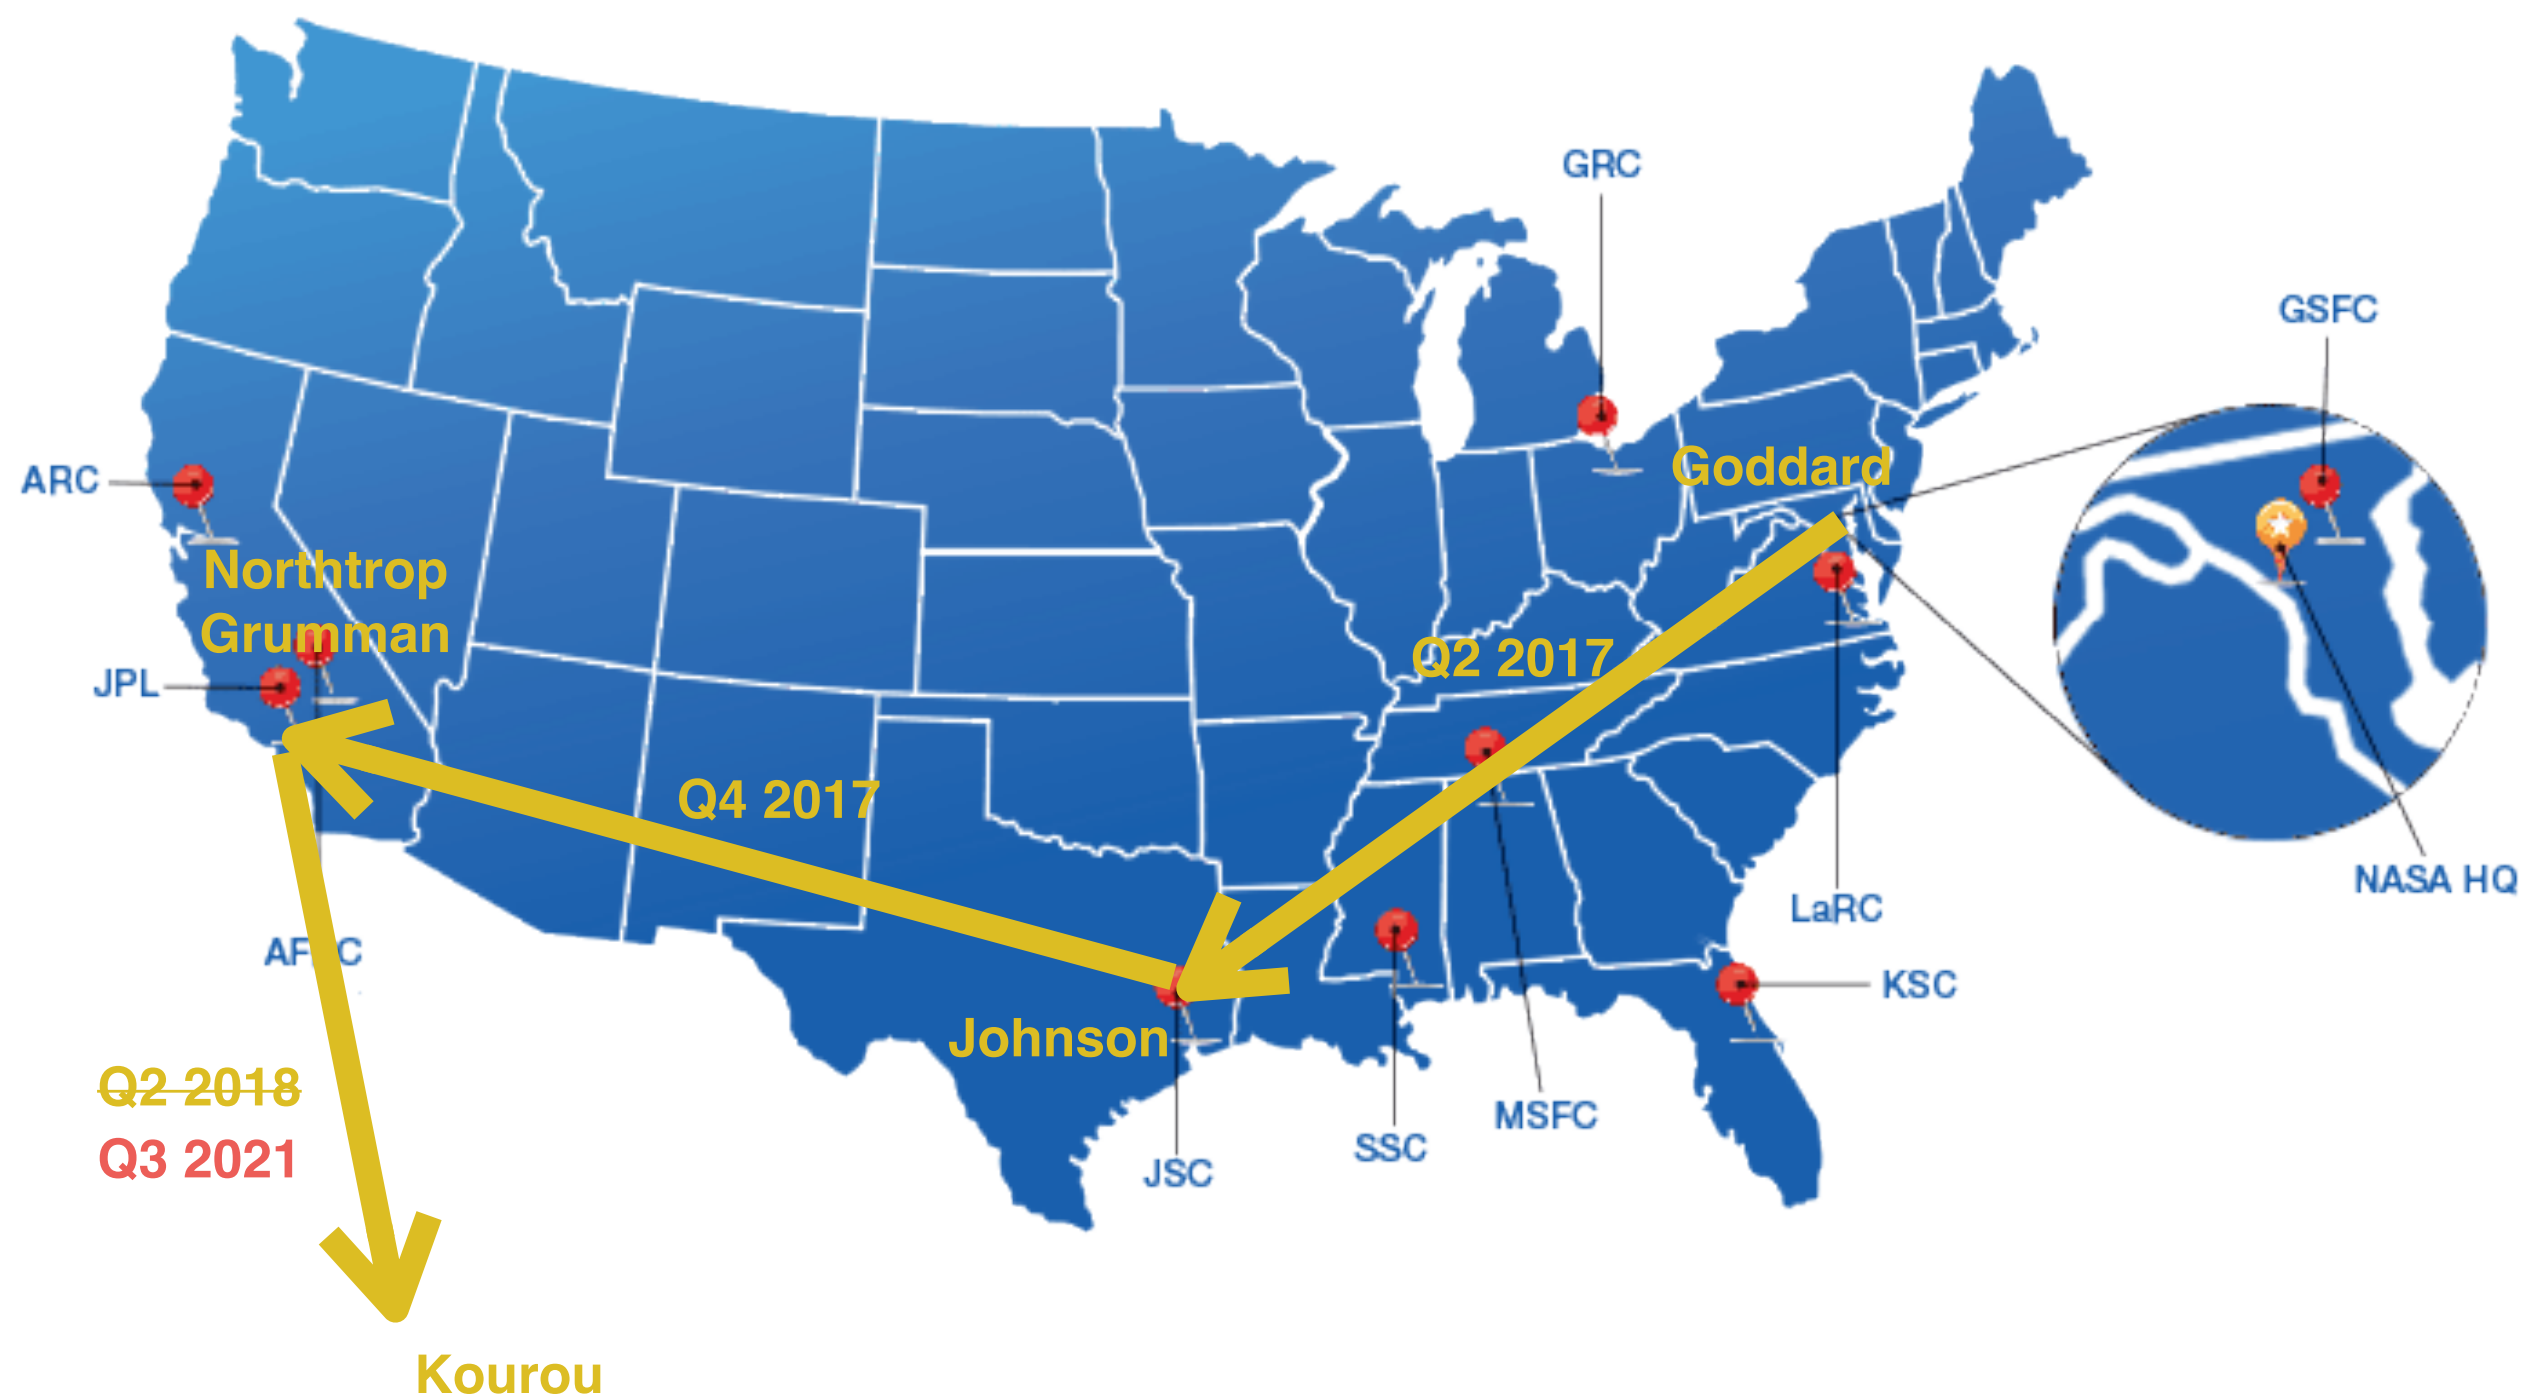 GRC
GSFC
Goddard
ARC
Northtrop
Grumman
Q2 2017
JPL
Q4 2017
NASA HQ
LaRC
KSC
Johnson
Q2 2018
MSFC
SSC
Q3 2021
JSC
Kourou